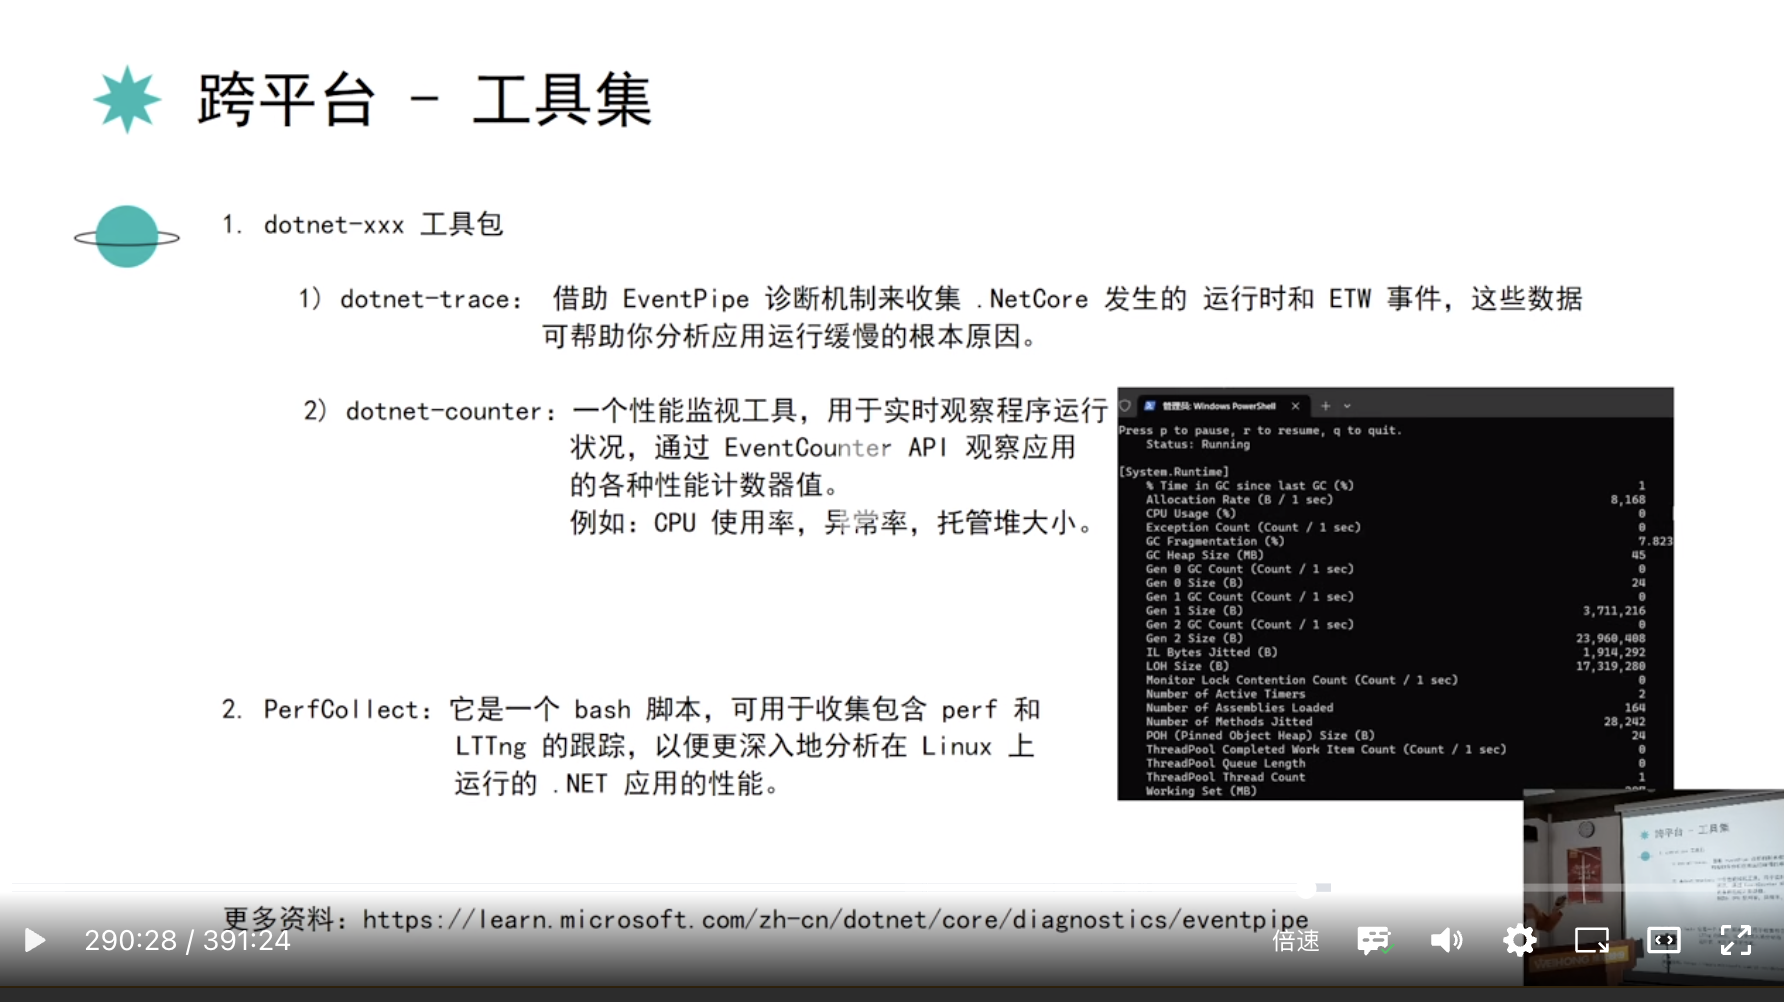 跨平台 - 工具集
1. dotnet-xxx 工具包
1) dotnet-trace： 借助 EventPipe 诊断机制来收集 .NetCore 发生的 运行时和 ETW 事件，这些数据
可帮助你分析应用运行缓慢的根本原因。
2) dotnet-counter：一个性能监视工具，用于实时观察程序运行
状况，通过 EventCounter API 观察应用
的各种性能计数器值。
例如：CPU 使用率，异常率，托管堆大小。
管理员: Windows PowerShell
Press p to pause, r to resume, q to quit.
Status: Running
[System.Runtime]
% Time in GC since last GC (%) 1
Allocation Rate (B / 1 sec) 8,168
CPU Usage (%) 0
Exception Count (Count / 1 sec) 0
GC Fragmentation (%) 7.823
GC Heap Size (MB) 45
Gen 0 GC Count (Count / 1 sec) 0
Gen 0 Size (B) 24
Gen 1 GC Count (Count / 1 sec) 0
Gen 1 Size (B) 3,711,216
Gen 2 GC Count (Count / 1 sec) 0
Gen 2 Size (B) 23,960,408
IL Bytes Jitted (B) 1,914,292
LOH Size (B) 17,319,280
Monitor Lock Contention Count (Count / 1 sec) 0
Number of Active Timers 2
Number of Assemblies Loaded 164
Number of Methods Jitted 28,242
POH (Pinned Object Heap) Size (B) 24
ThreadPool Completed Work Item Count (Count / 1 sec) 0
ThreadPool Queue Length 0
ThreadPool Thread Count 1
Working Set (MB)
2. PerfCollect：它是一个 bash 脚本，可用于收集包含 perf 和
LTTng 的跟踪，以便更深入地分析在 Linux 上
运行的 .NET 应用的性能。
跨平台 - 工具集
更多资料：https://learn.microsoft.com/zh-cn/dotnet/core/diagnostics/eventpipe
290:28 / 391:24
倍速
WEIHONG